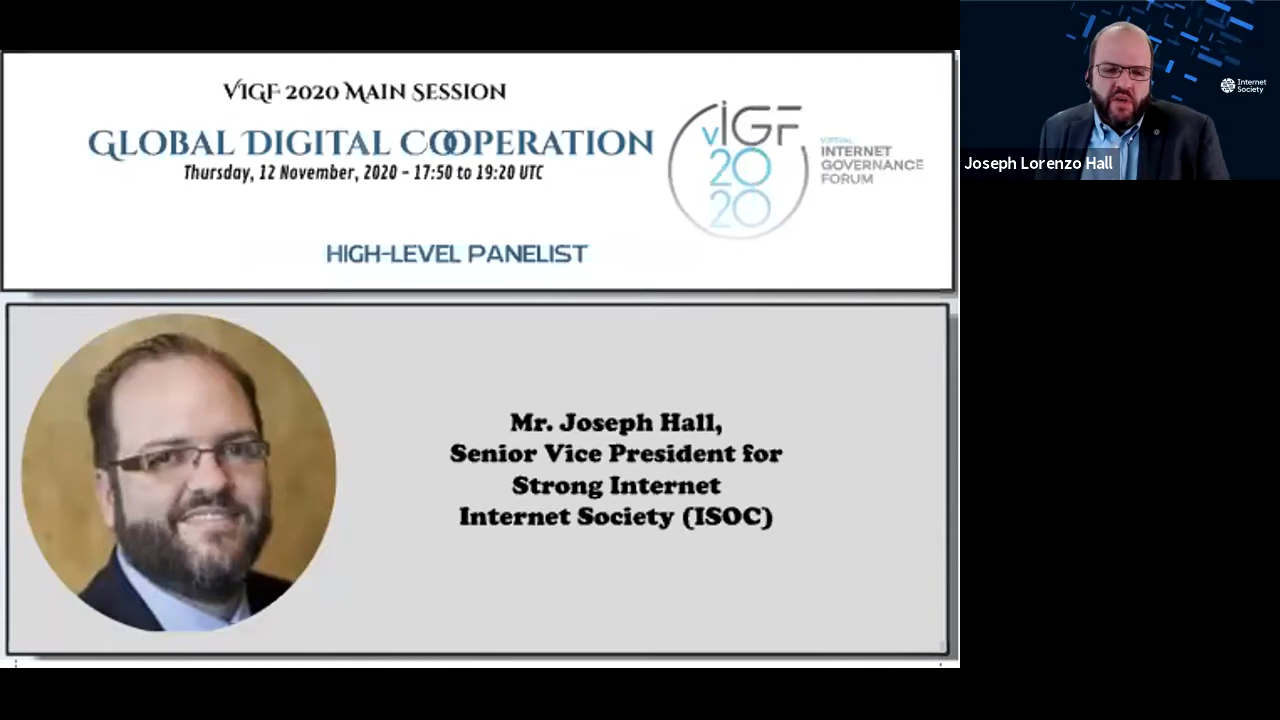 VIGF 2020 MAIN SESSION
GLOBAL DIGITAL COOPERATION
Thursday, 12 November, 2020 - 17:50 to 19:20 UTC
HIGH-LEVEL PANELIST
vIGF
20
20
VIRTUAL
INTERNET
GOVERNANCE
FORUM
Mr. Joseph Hall,
Senior Vice President for
Strong Internet
Internet Society (ISOC)
Internet
Society
Joseph Lorenzo Hall